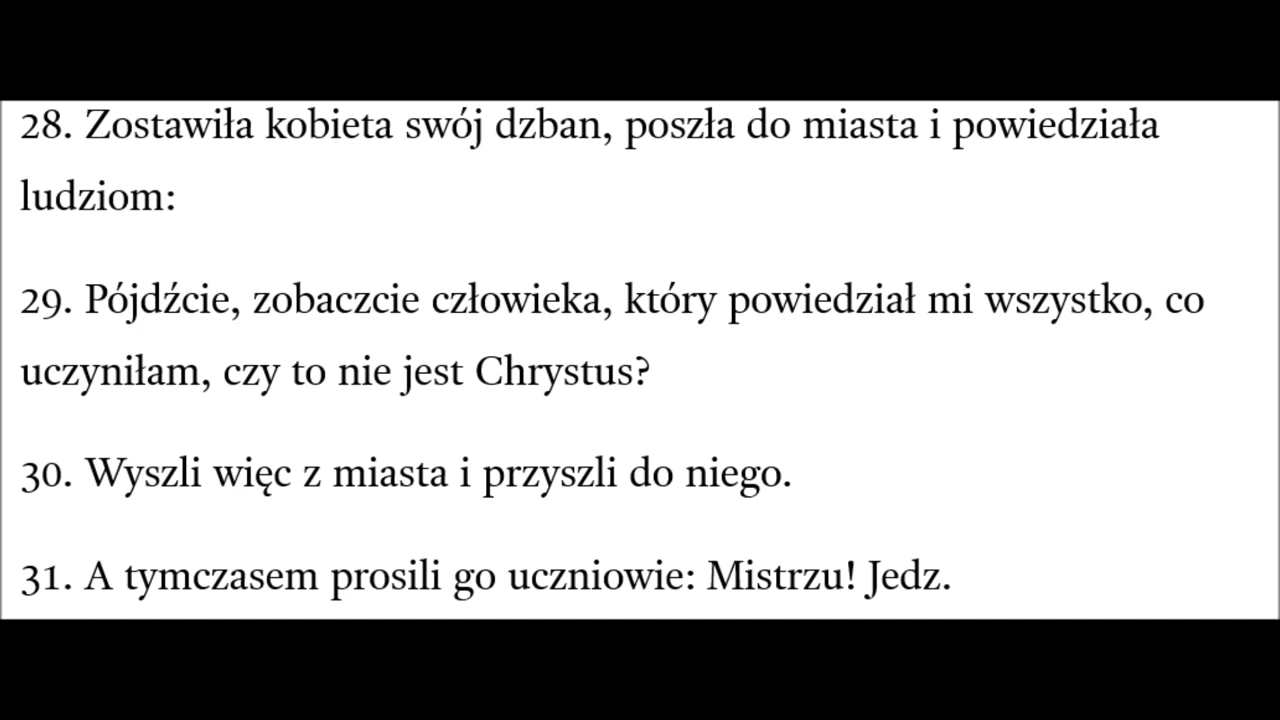 28. Zostawiła kobieta swój dzban, poszła do miasta i powiedziała
ludziom:
29. Pójdźcie, zobaczcie człowieka, który powiedział mi wszystko, co
uczyniłam, czy to nie jest Chrystus?
30. Wyszli więc z miasta i przyszli do niego.
31. A tymczasem prosili go uczniowie: Mistrzu! Jedz.